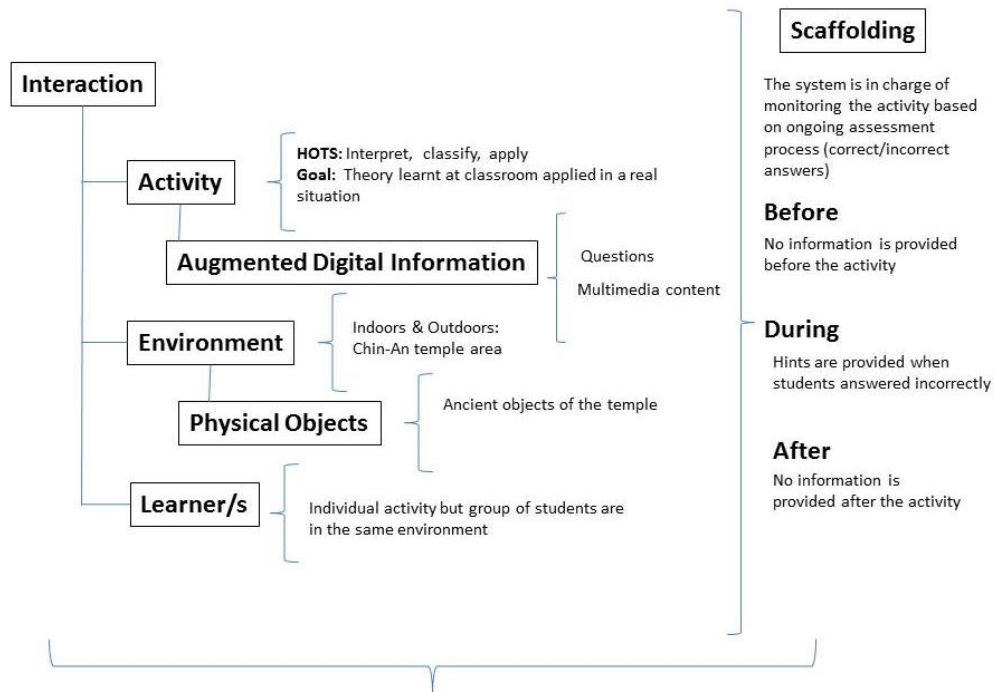 Interaction
Activity
HOTS: Interpret, classify, apply
Goal: Theory learnt at classroom applied in a real
situation
Augmented Digital Information
Questions
Multimedia content
Environment
Indoors & Outdoors:
Chin-An temple area
Physical Objects
Ancient objects of the temple
Learner/s
Individual activity but group of students are
in the same environment
Scaffolding
The system is in charge of
monitoring the activity based
on ongoing assessment
process (correct/incorrect
answers)
Before
No information is provided
before the activity
During
Hints are provided when
students answered incorrectly
After
No information is
provided after the activity